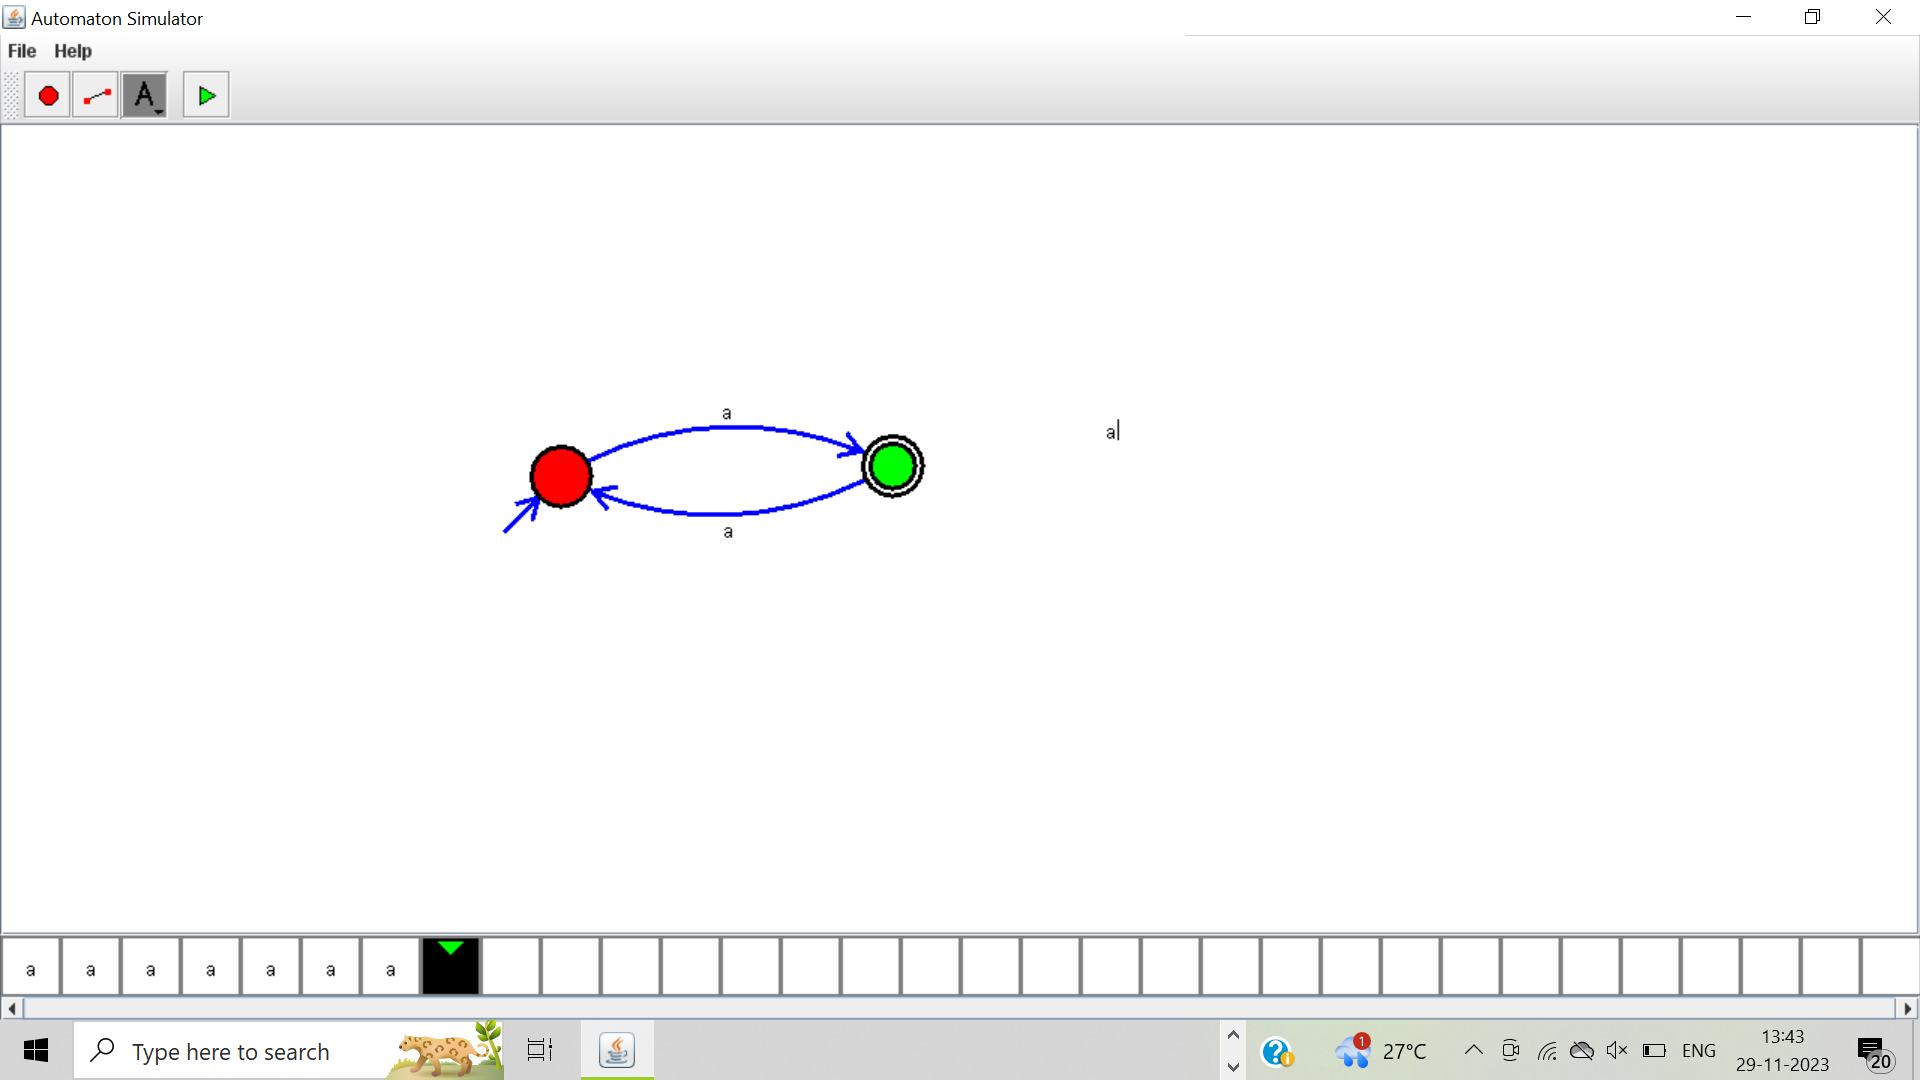 Automaton Simulator
File Help
A
a
a
a
a a a a a a a
Type here to search
1
27°C
ENG
13:43
29-11-2023
20